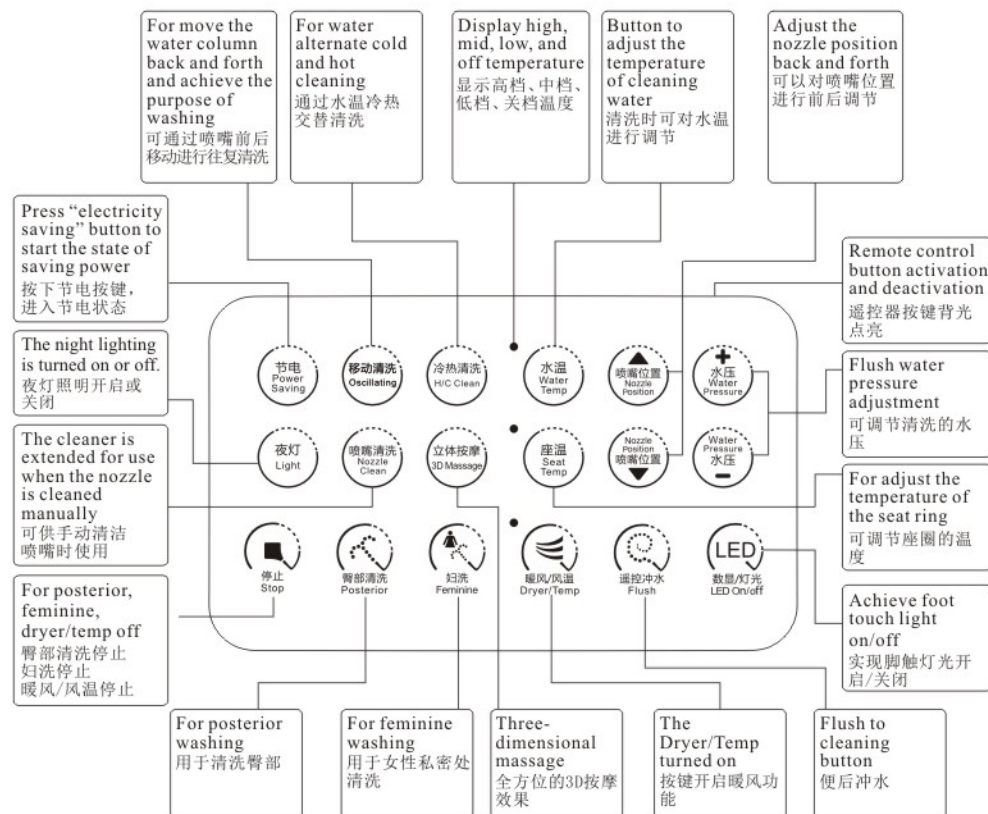 For move the
water column
back and forth
and achieve the
purpose of
washing
可通过喷嘴前后
移动进行往复清洗
For water
alternate cold
and hot
cleaning
通过水温冷热
交替清洗
Display high,
mid, low, and
off temperature
显示高档、中档、
低档、关档温度
Button to
adjust the
temperature
of cleaning
water
清洗时可对水温
进行调节
Adjust the
nozzle position
back and forth
可以对喷嘴位置
进行前后调节
Press “electricity
saving” button to
start the state of
saving power
按下节电按键，
进入节电状态
The night lighting
is turned on or off.
夜灯照明开启或
关闭
The cleaner is
extended for use
when the nozzle
is cleaned
manually
可供手动清洁
喷嘴时使用
For posterior,
feminine,
dryer/temp off
臀部清洗停止
妇洗停止
暖风/风温停止
节电
Power
Saving
移动清洗
Oscillating
冷热清洗
H/C Clean
水温
Water
Temp
喷嘴位置
Nozzle
Position
水压
Water
Pressure
夜灯
Light
喷嘴清洗
Nozzle
Clean
立体按摩
3D Massage
座温
Seat
Temp
Nozzle
Position
喷嘴位置
Water
Pressure
水压
停止
Stop
臀部清洗
Posterior
妇洗
Feminine
暖风/风温
Dryer/Temp
遥控冲水
Flush
LED
数显/灯光
LED On/off
Remote control
button activation
and deactivation
遥控器按键背光
点亮
Flush water
pressure
adjustment
可调节清洗的水
压
For adjust the
temperature of
the seat ring
可调节座圈的温
度
Achieve foot
touch light
on/off
实现脚触灯光开
启/关闭
For posterior
washing
用于清洗臀部
For feminine
washing
用于女性私密处
清洗
Three-
dimensional
massage
全方位的3D按摩
效果
The
Dryer/Temp
turned on
按键开启暖风功
能
Flush to
cleaning
button
便后冲水